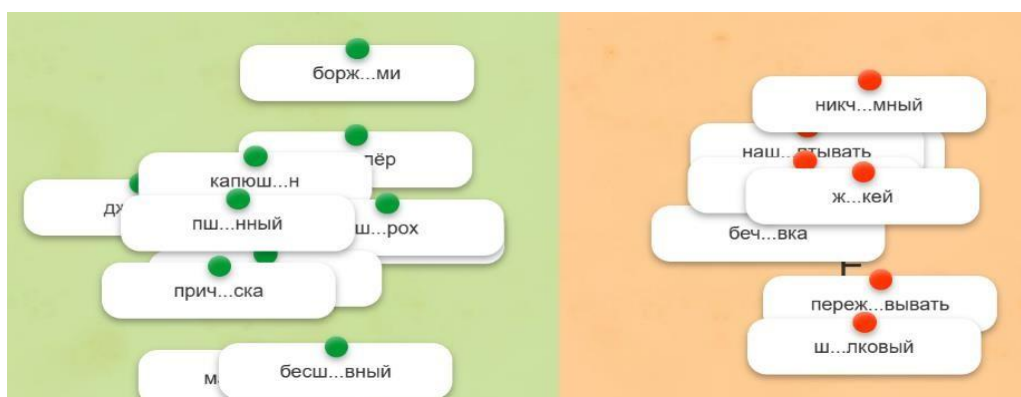 борж...ми
капюш...н
пш...нный
ш...рох
прич...ска
бесш...вный
никч...мный
наш...птывать
ж...кей
беч...вка
переж...вывать
ш...лковый